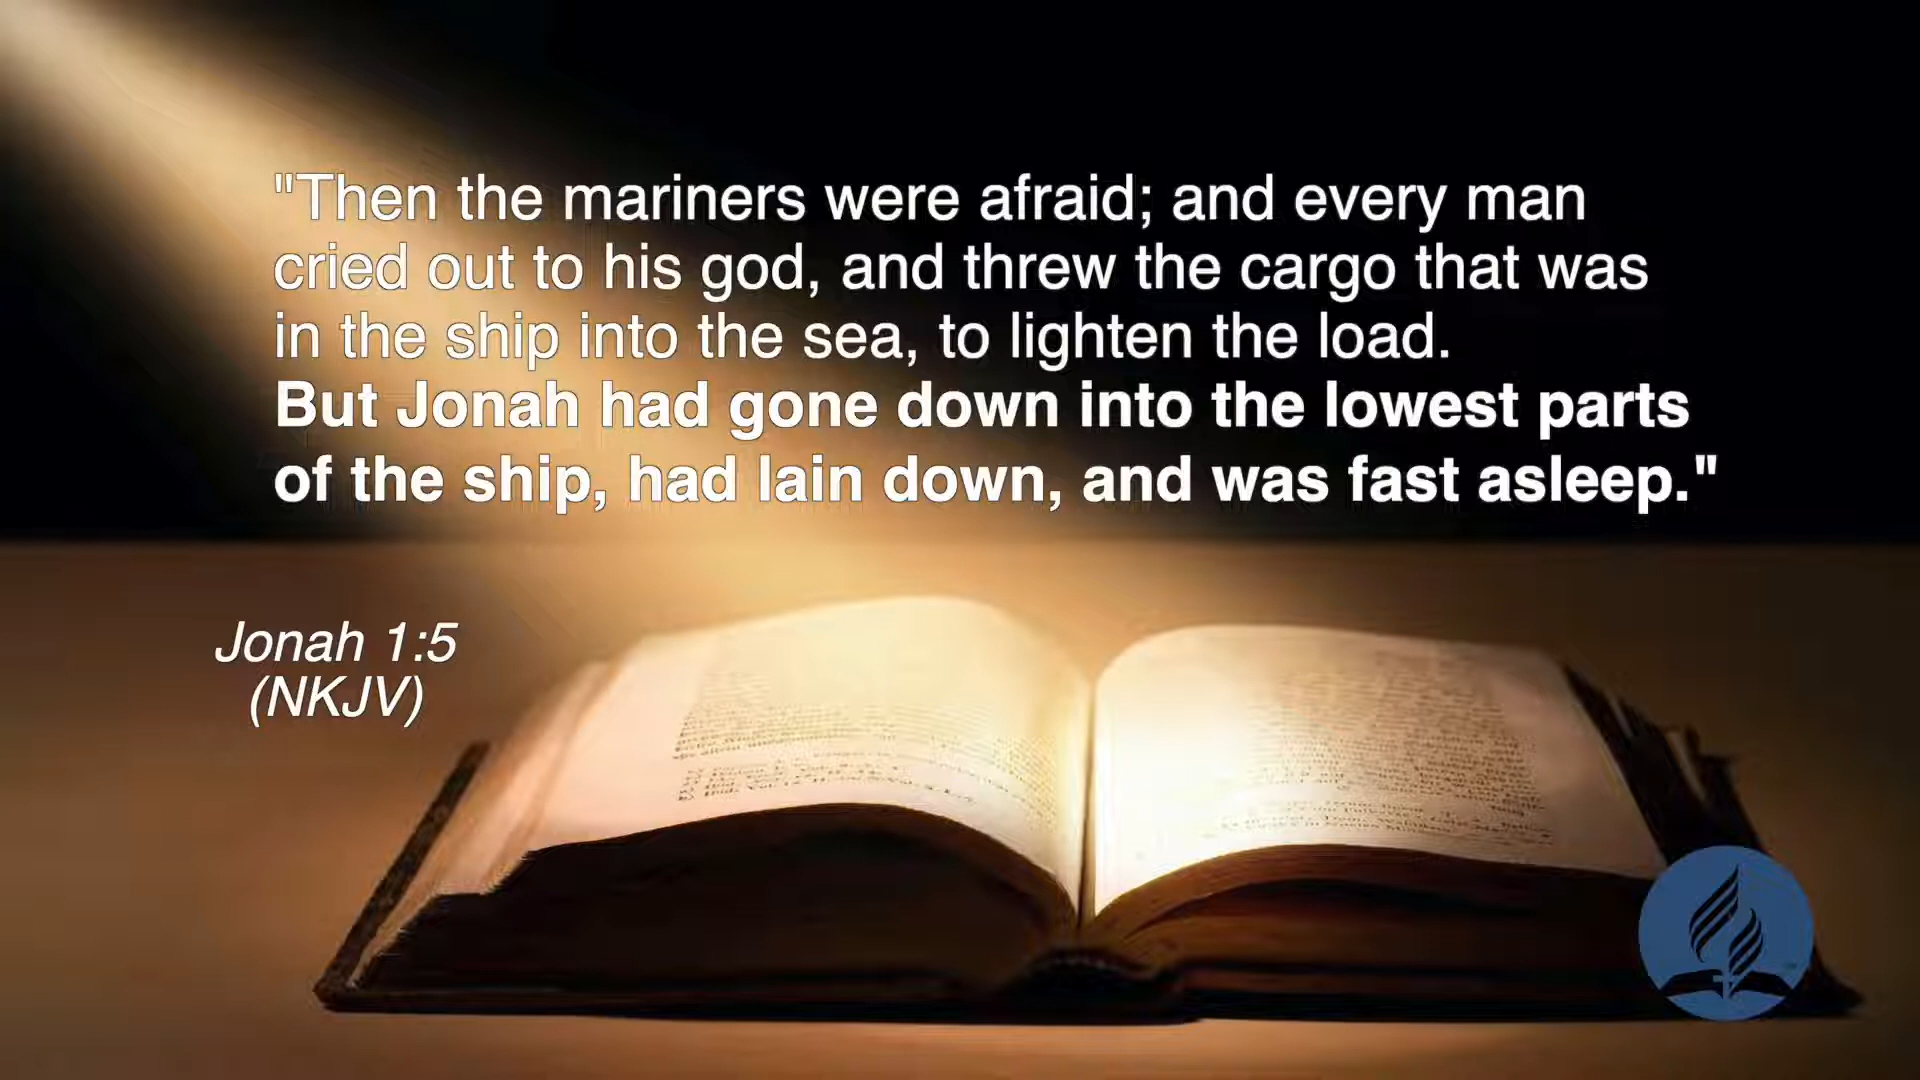 "Then the mariners were afraid; and every man
cried out to his god, and threw the cargo that was
in the ship into the sea, to lighten the load.
But Jonah had gone down into the lowest parts
of the ship, had lain down, and was fast asleep."
Jonah 1:5
(NKJV)